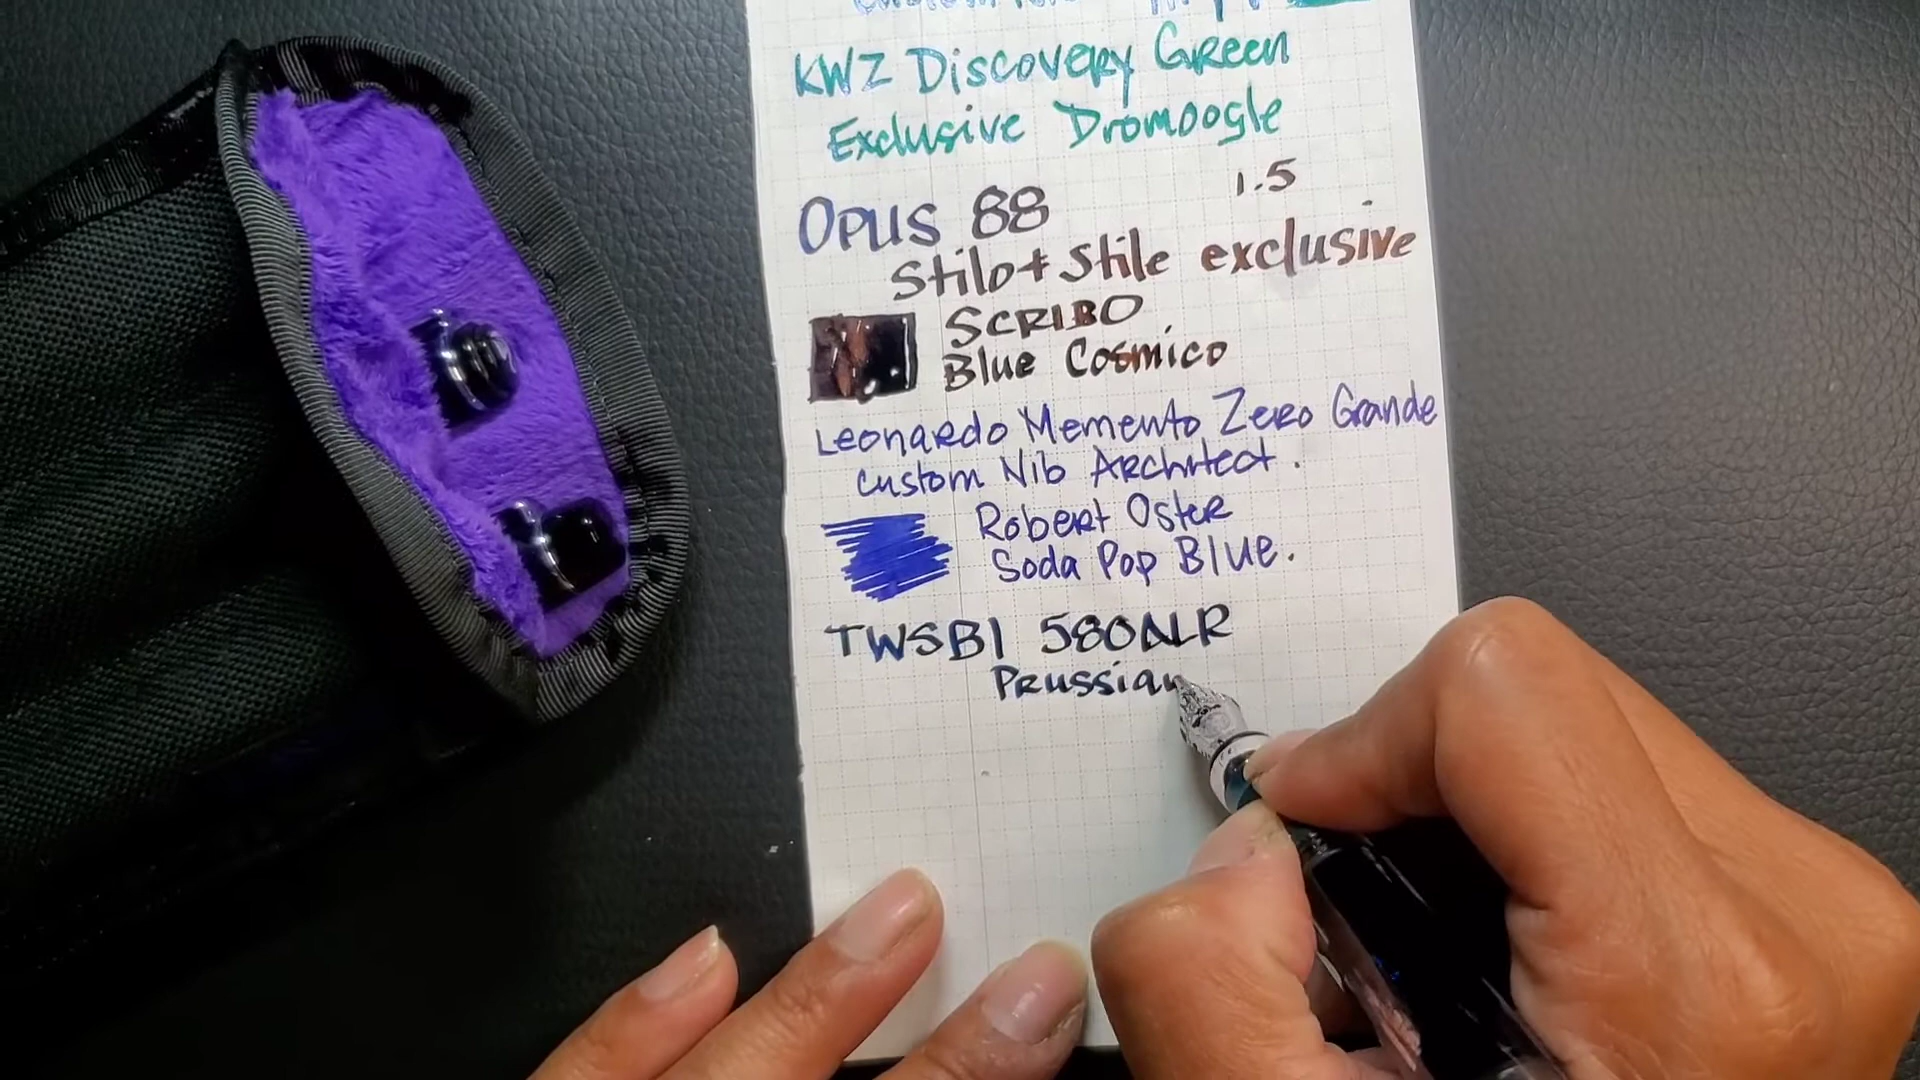 KWZ Discovery Green
Exclusive Dromoogle
OPUS 88 1.5
Stilo+Stile exclusive
SCRIBO
Blue Cosmico
Leonardo Memento Zero Grande
Custom Nib Architect.
Robert Oster
Soda Pop Blue.
TWSBI 580ALR
Prussian